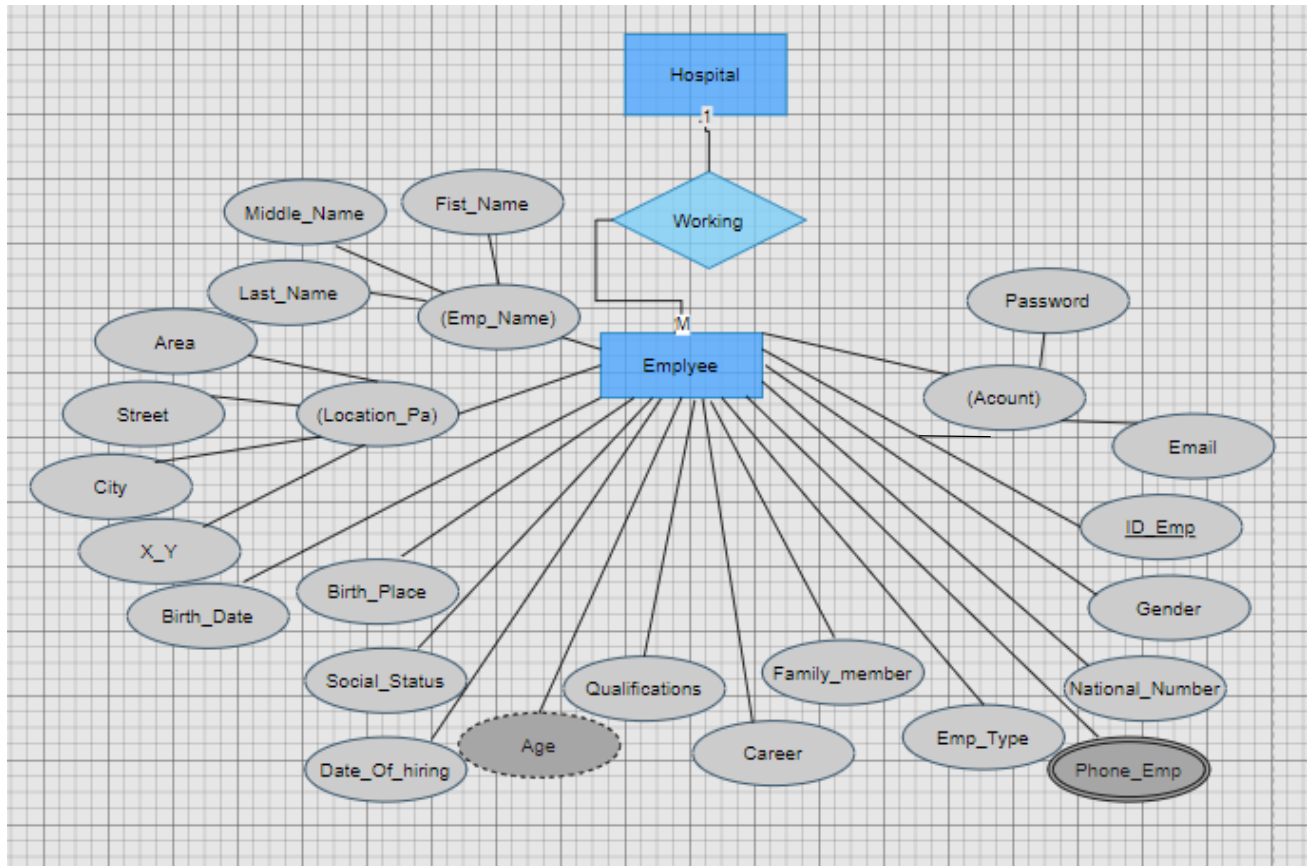 Hospital
.1
Working
Middle_Name
Fist_Name
Last_Name
(Emp_Name)
Password
M
Area
Emplyee
(Acount)
Street
(Location_Pa)
Email
City
ID_Emp
X_Y
Birth_Place
Gender
Birth_Date
Social_Status
Qualifications
Family_member
National_Number
Age
Emp_Type
Career
Date_Of_hiring
Phone_Emp